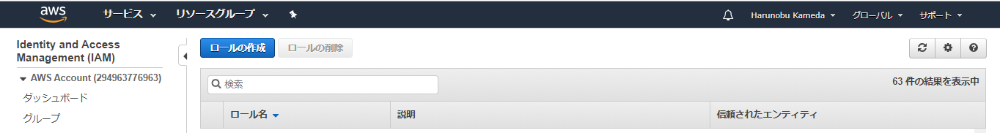 aws サービス リソースグループ Harunobu Kameda グローバル サポート
Identity and Access
Management (IAM)
AWS Account (294963776963)
ダッシュボード
グループ
ロールの作成 ロールの削除
検索 63 件の結果を表示中
ロール名 説明 信頼されたエンティティ